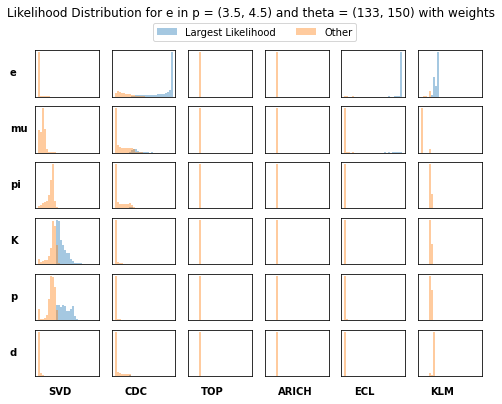 Likelihood Distribution for e in p = (3.5, 4.5) and theta = (133, 150) with weights
Largest Likelihood Other
e
mu
pi
K
p
d
SVD CDC TOP ARICH ECL KLM